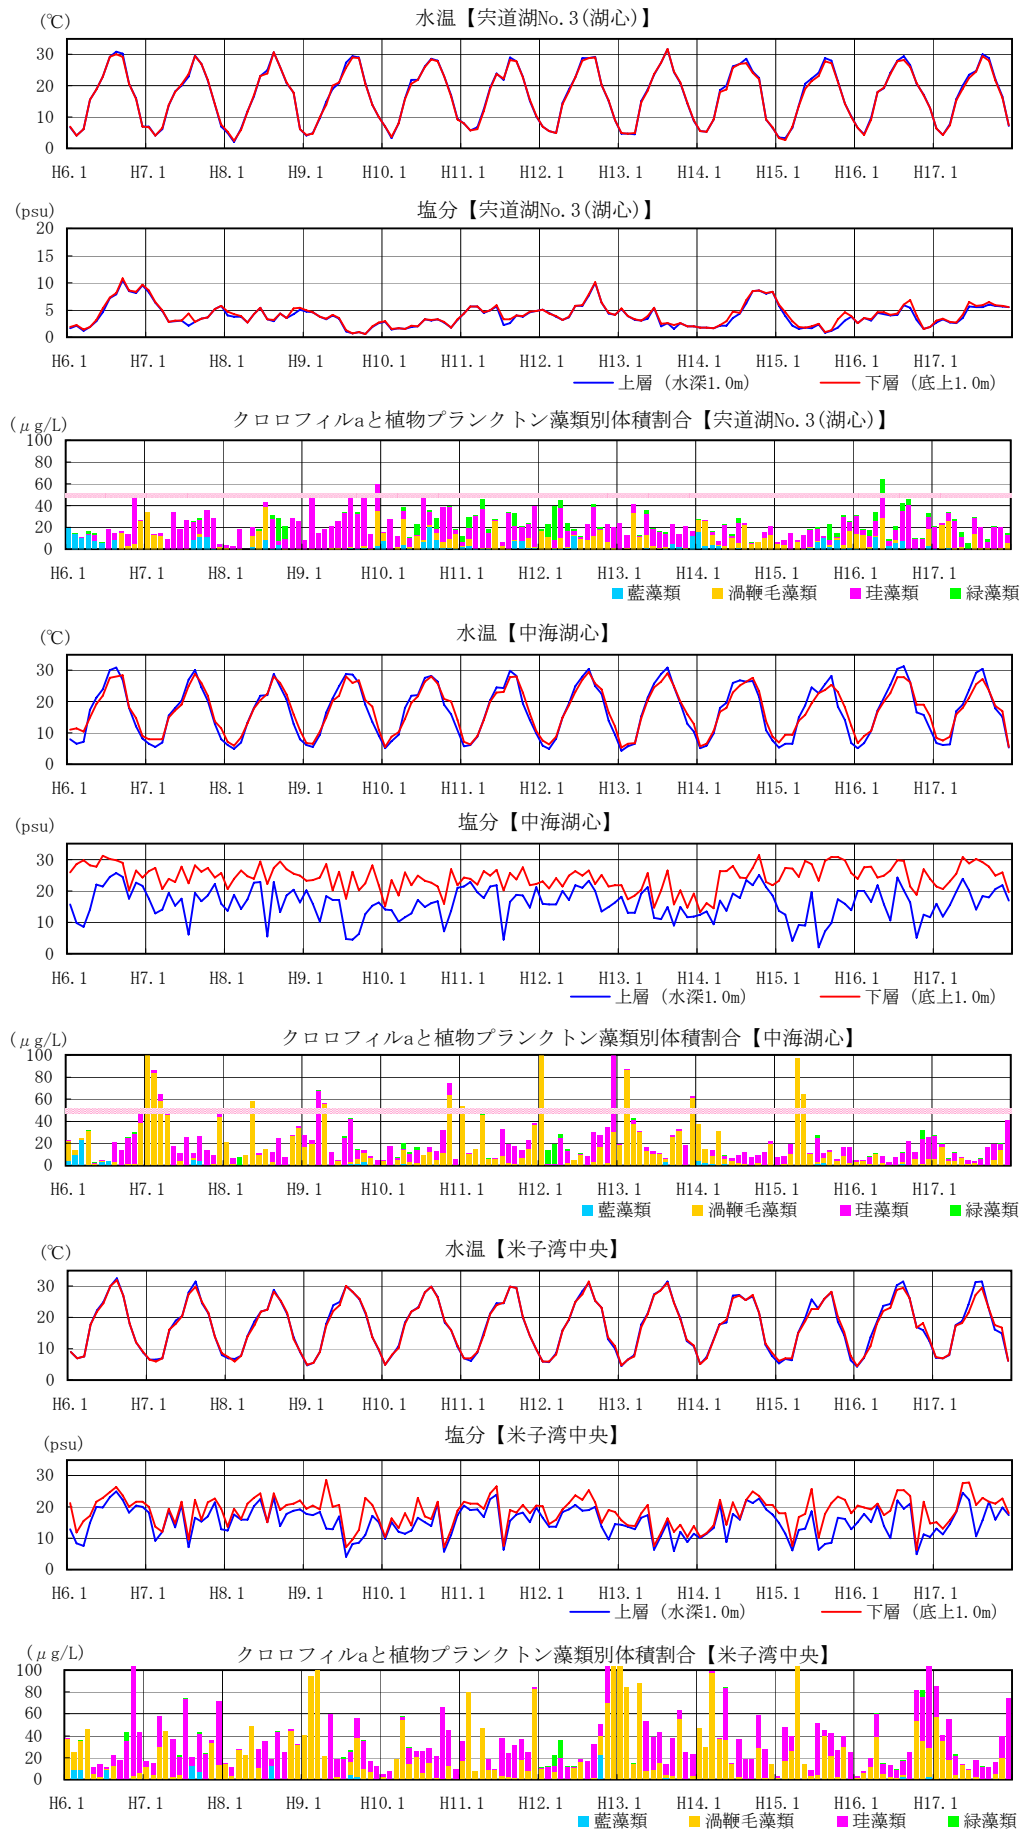 水温【宍道湖No.3(湖心)】
(℃)
30
20
10
0
H6.1 H7.1 H8.1 H9.1 H10.1 H11.1 H12.1 H13.1 H14.1 H15.1 H16.1 H17.1
塩分【宍道湖No.3(湖心)】
(psu)
20
15
10
5
0
H6.1 H7.1 H8.1 H9.1 H10.1 H11.1 H12.1 H13.1 H14.1 H15.1 H16.1 H17.1
上層 (水深1.0m) 下層 (底上1.0m)
クロロフィルaと植物プランクトン藻類別体積割合【宍道湖No.3(湖心)】
(μg/L)
100
80
60
40
20
0
H6.1 H7.1 H8.1 H9.1 H10.1 H11.1 H12.1 H13.1 H14.1 H15.1 H16.1 H17.1
藍藻類 渦鞭毛藻類 珪藻類 緑藻類
水温【中海湖心】
(℃)
30
20
10
0
H6.1 H7.1 H8.1 H9.1 H10.1 H11.1 H12.1 H13.1 H14.1 H15.1 H16.1 H17.1
塩分【中海湖心】
(psu)
30
20
10
0
H6.1 H7.1 H8.1 H9.1 H10.1 H11.1 H12.1 H13.1 H14.1 H15.1 H16.1 H17.1
上層 (水深1.0m) 下層 (底上1.0m)
クロロフィルaと植物プランクトン藻類別体積割合【中海湖心】
(μg/L)
100
80
60
40
20
0
H6.1 H7.1 H8.1 H9.1 H10.1 H11.1 H12.1 H13.1 H14.1 H15.1 H16.1 H17.1
藍藻類 渦鞭毛藻類 珪藻類 緑藻類
水温【米子湾中央】
(℃)
30
20
10
0
H6.1 H7.1 H8.1 H9.1 H10.1 H11.1 H12.1 H13.1 H14.1 H15.1 H16.1 H17.1
塩分【米子湾中央】
(psu)
30
20
10
0
H6.1 H7.1 H8.1 H9.1 H10.1 H11.1 H12.1 H13.1 H14.1 H15.1 H16.1 H17.1
上層 (水深1.0m) 下層 (底上1.0m)
クロロフィルaと植物プランクトン藻類別体積割合【米子湾中央】
(μg/L)
100
80
60
40
20
0
H6.1 H7.1 H8.1 H9.1 H10.1 H11.1 H12.1 H13.1 H14.1 H15.1 H16.1 H17.1
藍藻類 渦鞭毛藻類 珪藻類 緑藻類